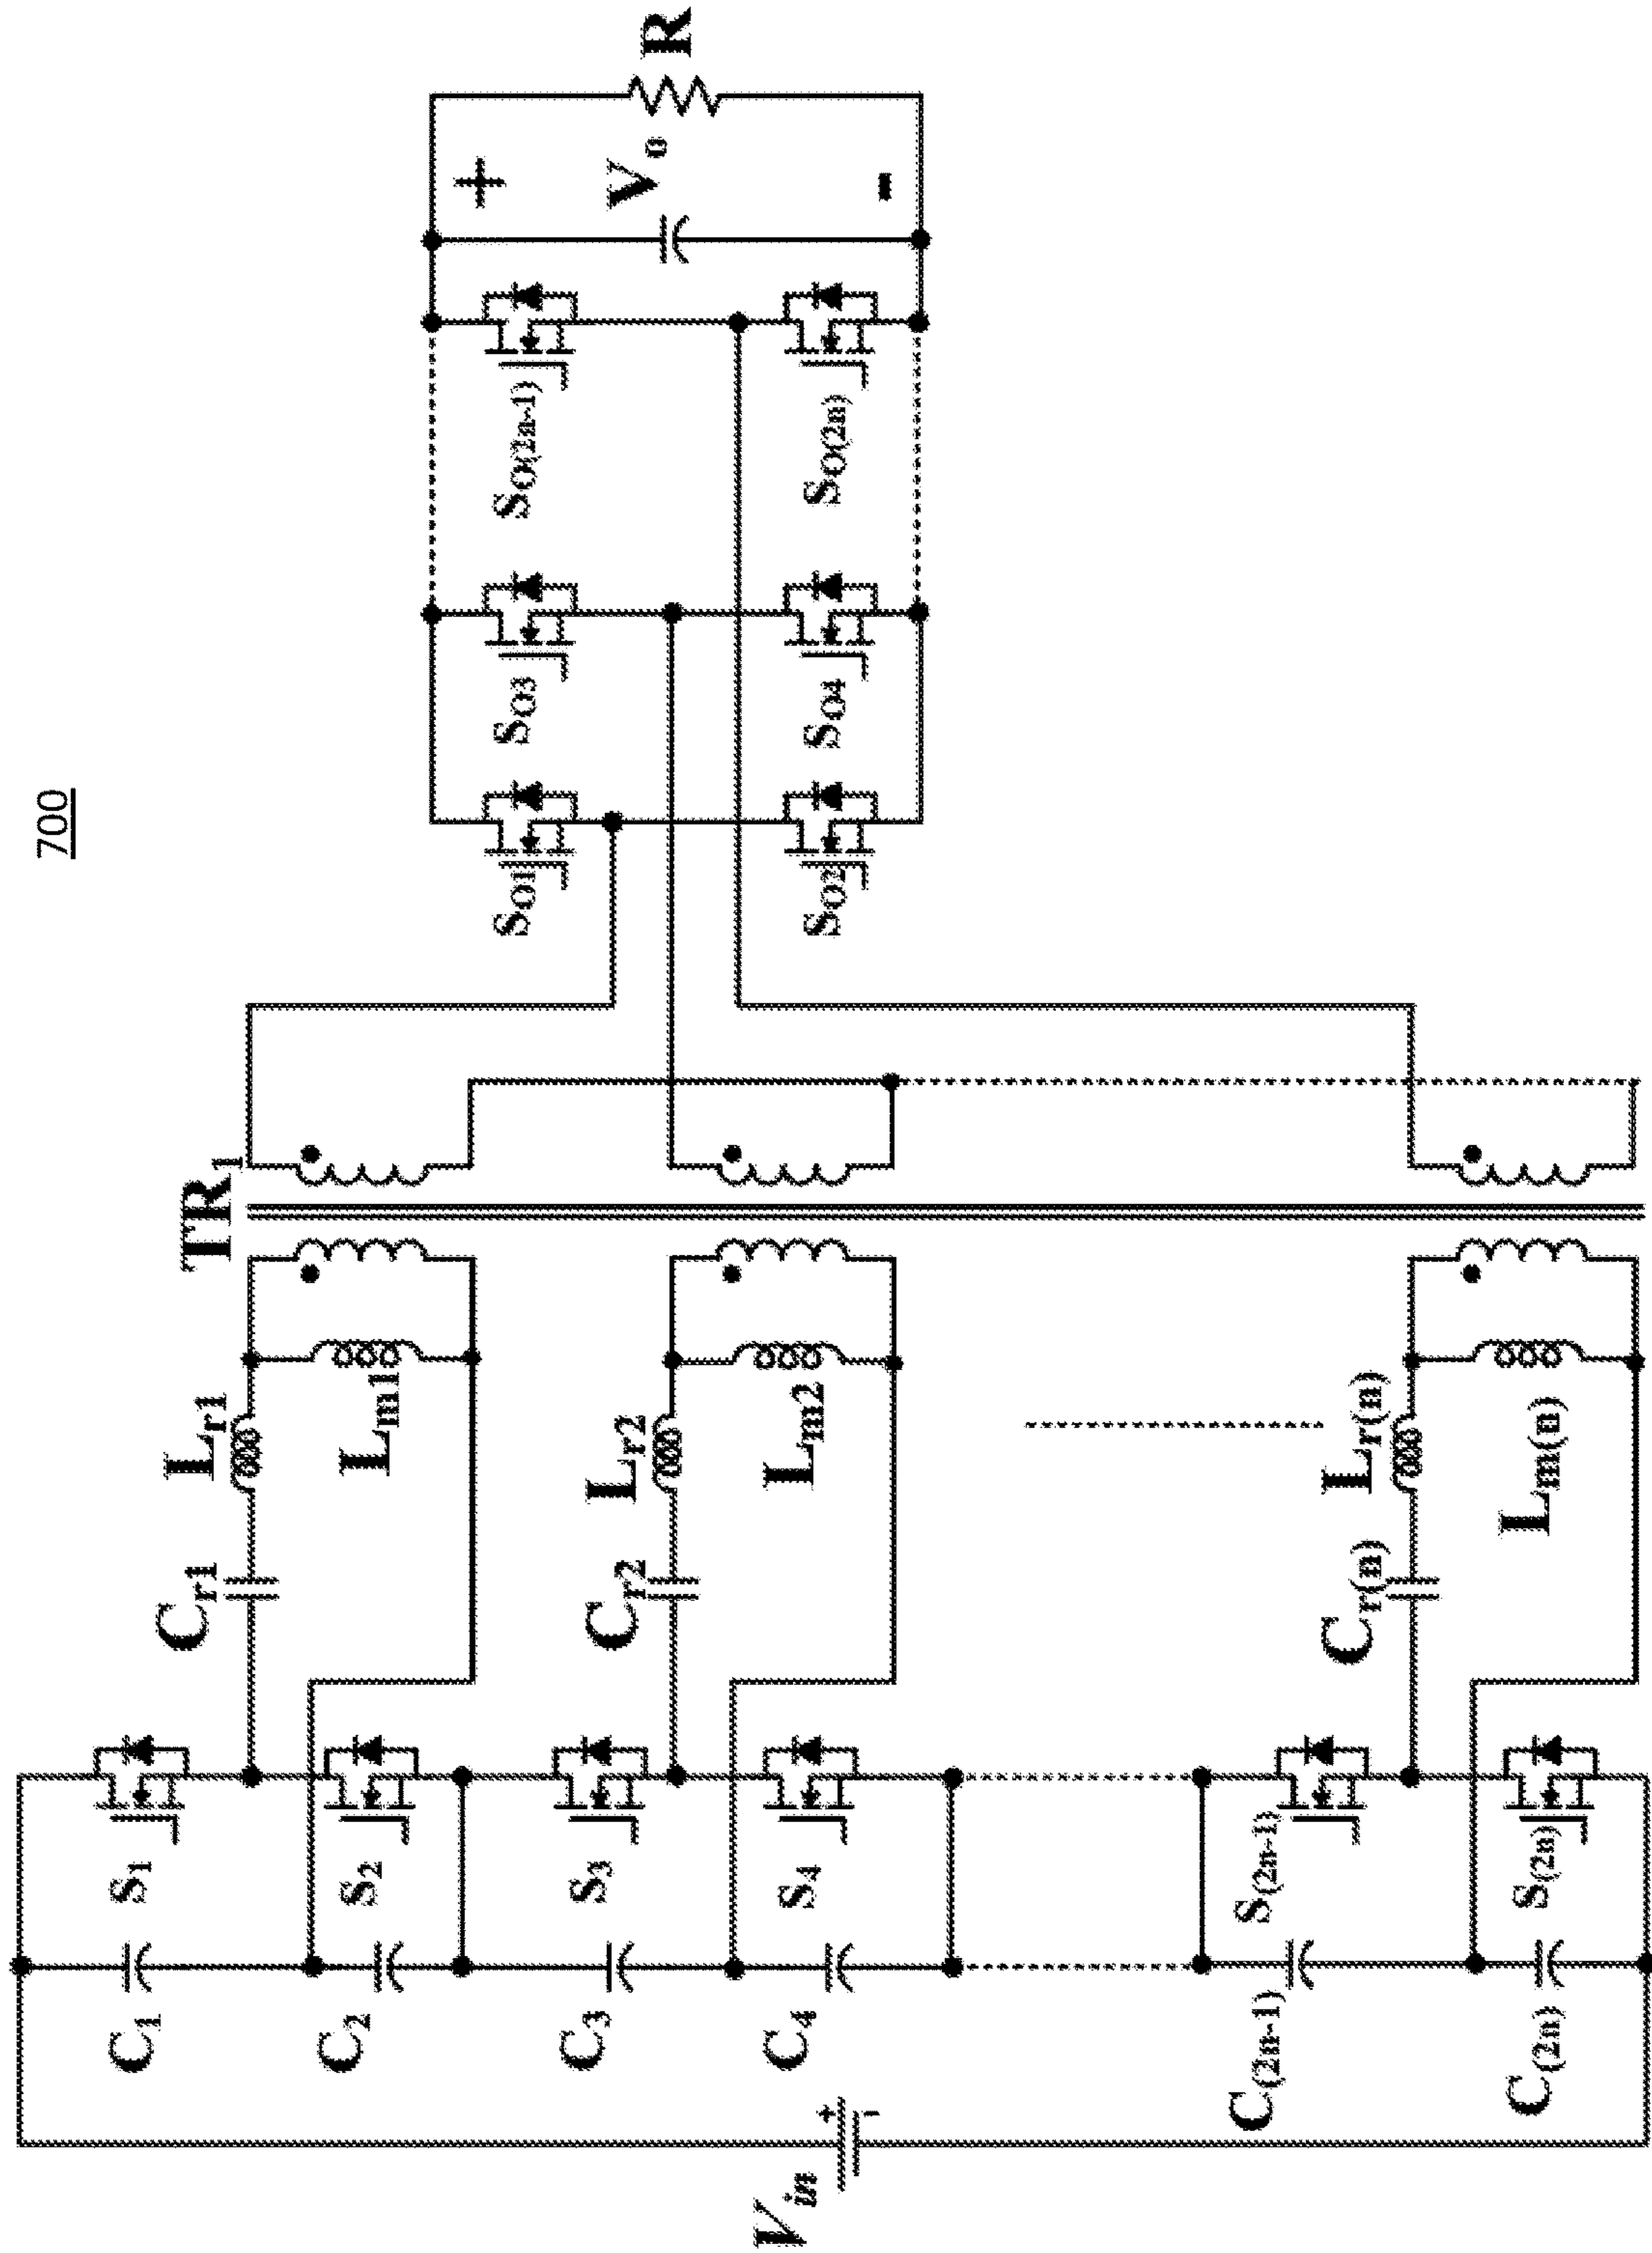 700
TR1
Vin
+
-
C1
C2
C3
C4
C(2n-1)
C(2n)
S1
S2
S3
S4
S(2n-1)
S(2n)
Cr1
Lr1
Lm1
Cr2
Lr2
Lm2
Cr(n)
Lr(n)
Lm(n)
SO1
SO3
SO(2n-1)
SO2
SO4
SO(2n)
+
Vo
-
R